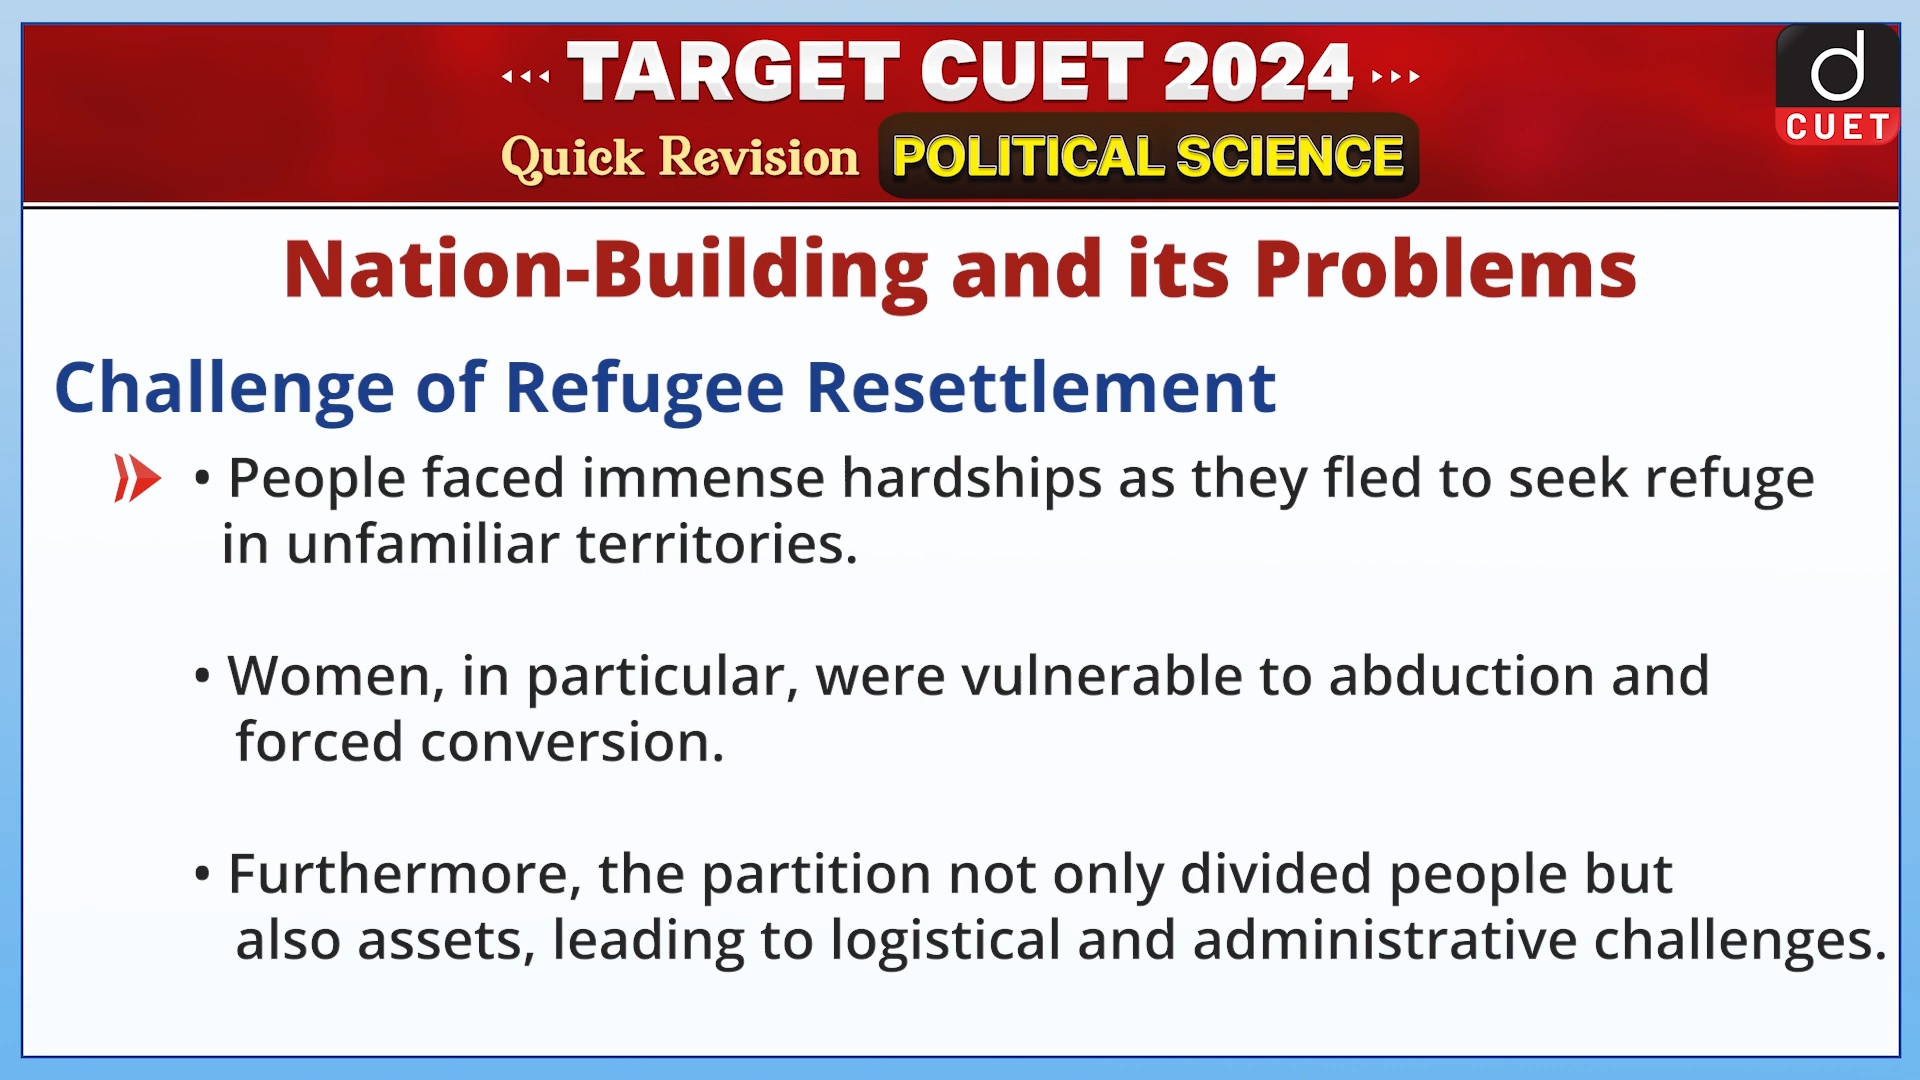 TARGET CUET 2024
Quick Revision POLITICAL SCIENCE
d
CUET
Nation-Building and its Problems
Challenge of Refugee Resettlement
• People faced immense hardships as they fled to seek refuge
in unfamiliar territories.
• Women, in particular, were vulnerable to abduction and
forced conversion.
• Furthermore, the partition not only divided people but
also assets, leading to logistical and administrative challenges.